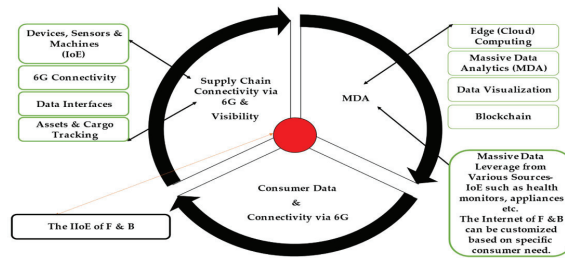 Devices, Sensors &
Machines
(IoE)
6G Connectivity
Data Interfaces
Assets & Cargo
Tracking
Supply Chain
Connectivity via
6G &
Visibility
MDA
Edge (Cloud)
Computing
Massive Data
Analytics (MDA)
Data Visualization
Blockchain
Consumer Data
&
Connectivity via 6G
The IIoE of F & B
Massive Data
Leverage from
Various Sources-
IoE such as health
monitors, appliances
etc.
The Internet of F &B
can be customized
based on specific
consumer need.